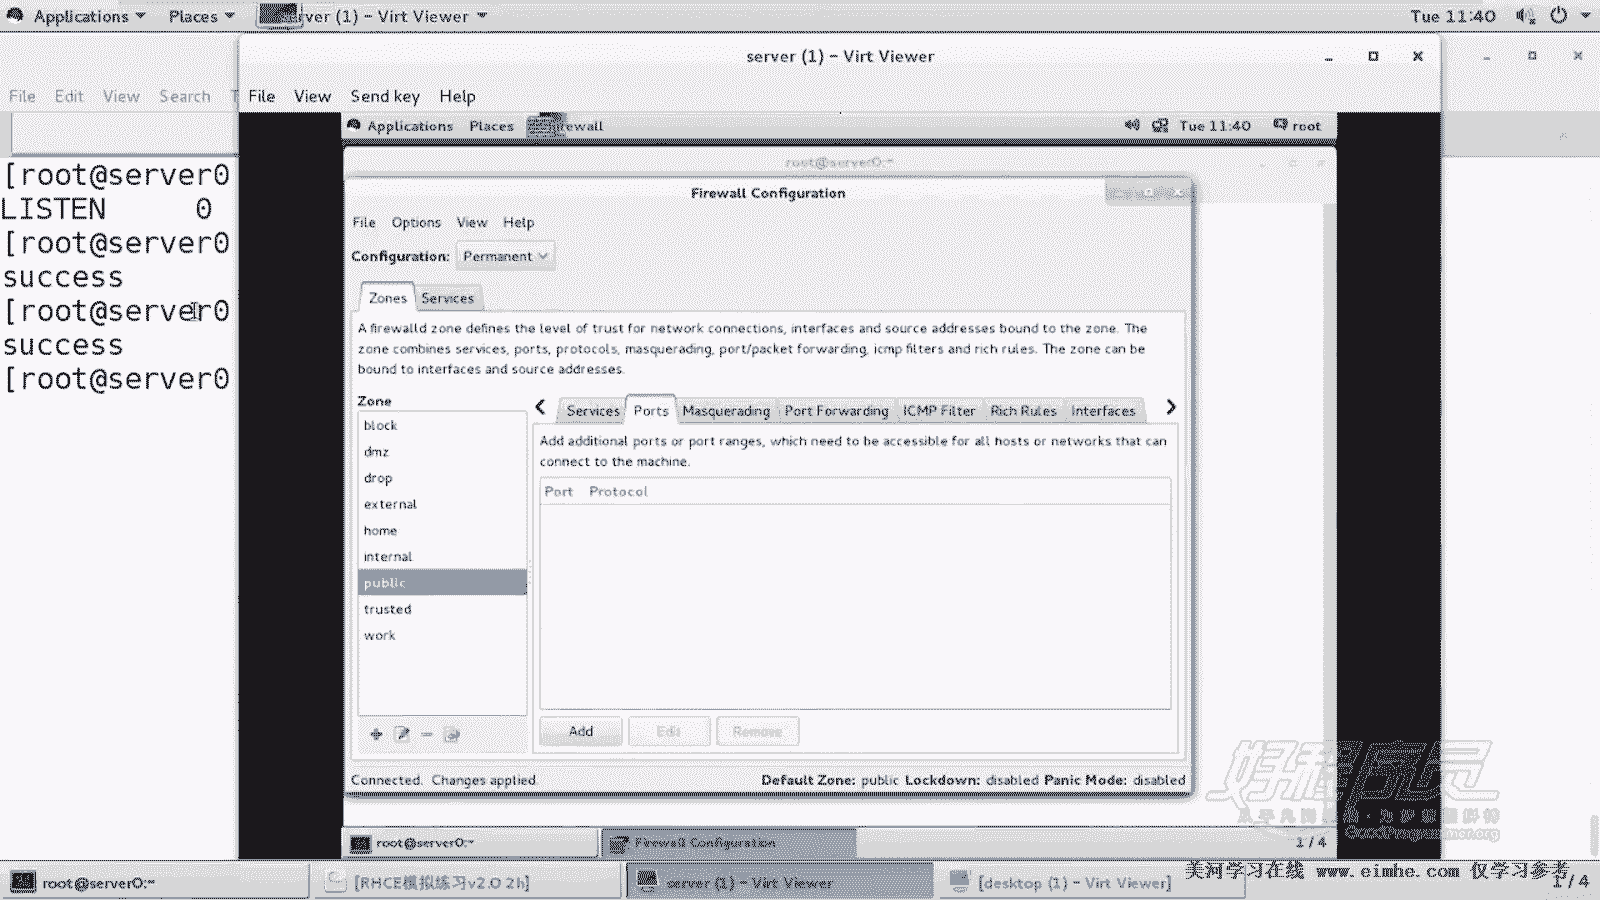 Applications Places server (1) – Virt Viewer Tue 11:40
server (1) – Virt Viewer
File Edit View Search
File View Send key Help
Applications Places Firewall Tue 11:40 root
root@server0:~
[root@server0
LISTEN 0
[root@server0
success
[root@server0
success
[root@server0
Firewall Configuration
File Options View Help
Configuration: Permanent
Zones Services
A firewalld zone defines the level of trust for network connections, interfaces and source addresses bound to the zone. The
zone combines services, ports, protocols, masquerading, port/packet forwarding, icmp filters and rich rules. The zone can be
bound to interfaces and source addresses.
Zone
block
dmz
drop
external
home
internal
public
trusted
work
Services Ports Masquerading Port Forwarding ICMP Filter Rich Rules Interfaces
Add additional ports or port ranges, which need to be accessible for all hosts or networks that can
connect to the machine.
Port Protocol
Add Edit Remove
Connected. Changes applied.
Default Zone: public Lockdown: disabled Panic Mode: disabled
好程序员
GoodProgrammer.org
root@server0:~ Firewall Configuration 1 / 4
美河学习在线 www.eimhe.com 仅学习参考
root@server0:~ [RHCE模拟练习v2.0 2h] server (1) – Virt Viewer [desktop (1) – Virt Viewer] 1 / 4